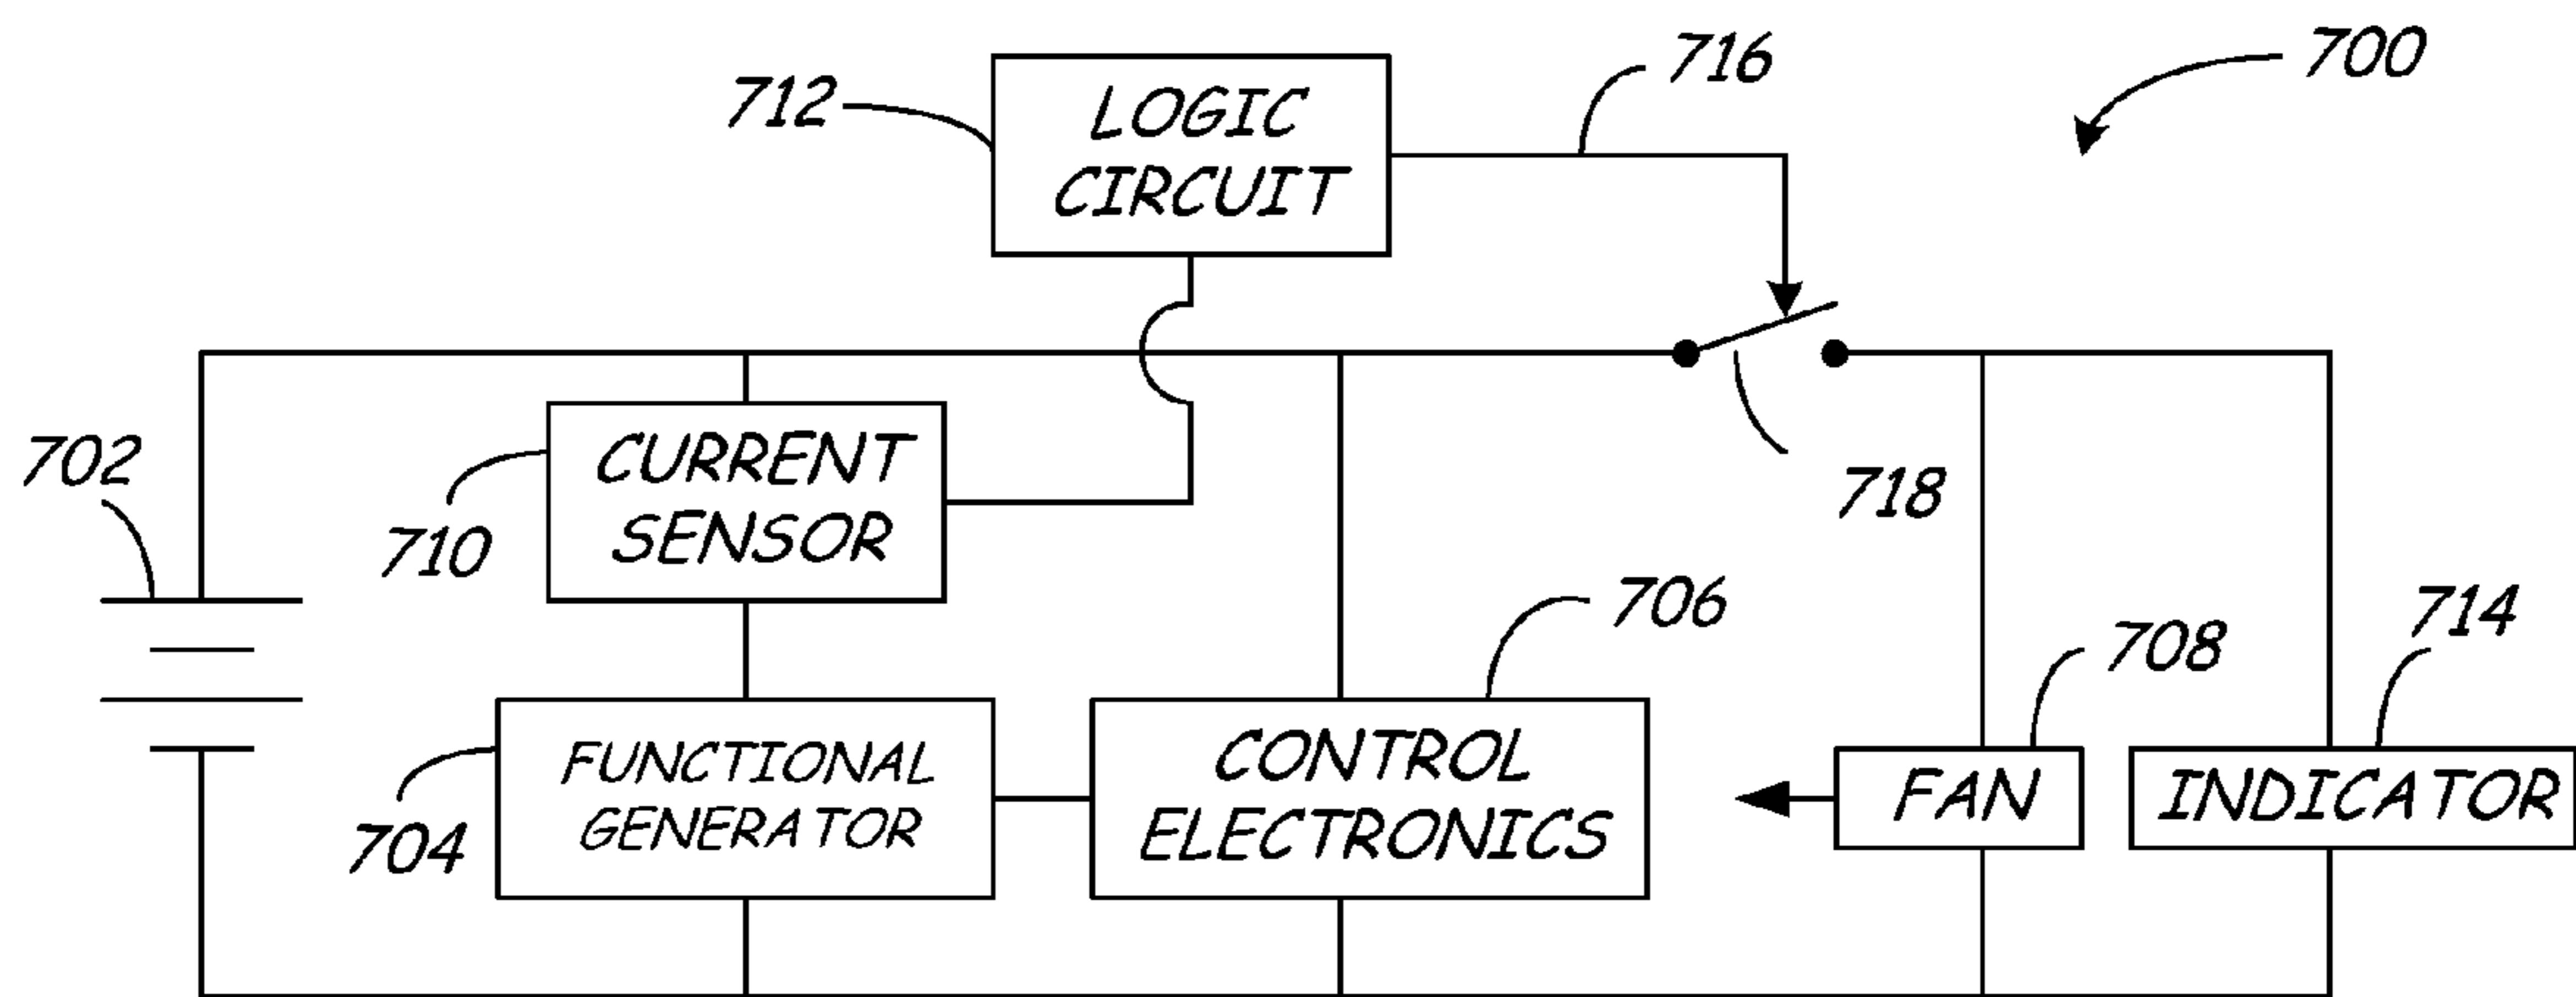 700
716
712
LOGIC
CIRCUIT
702
710
CURRENT
SENSOR
718
706
714
708
704
FUNCTIONAL
GENERATOR
CONTROL
ELECTRONICS
FAN
INDICATOR